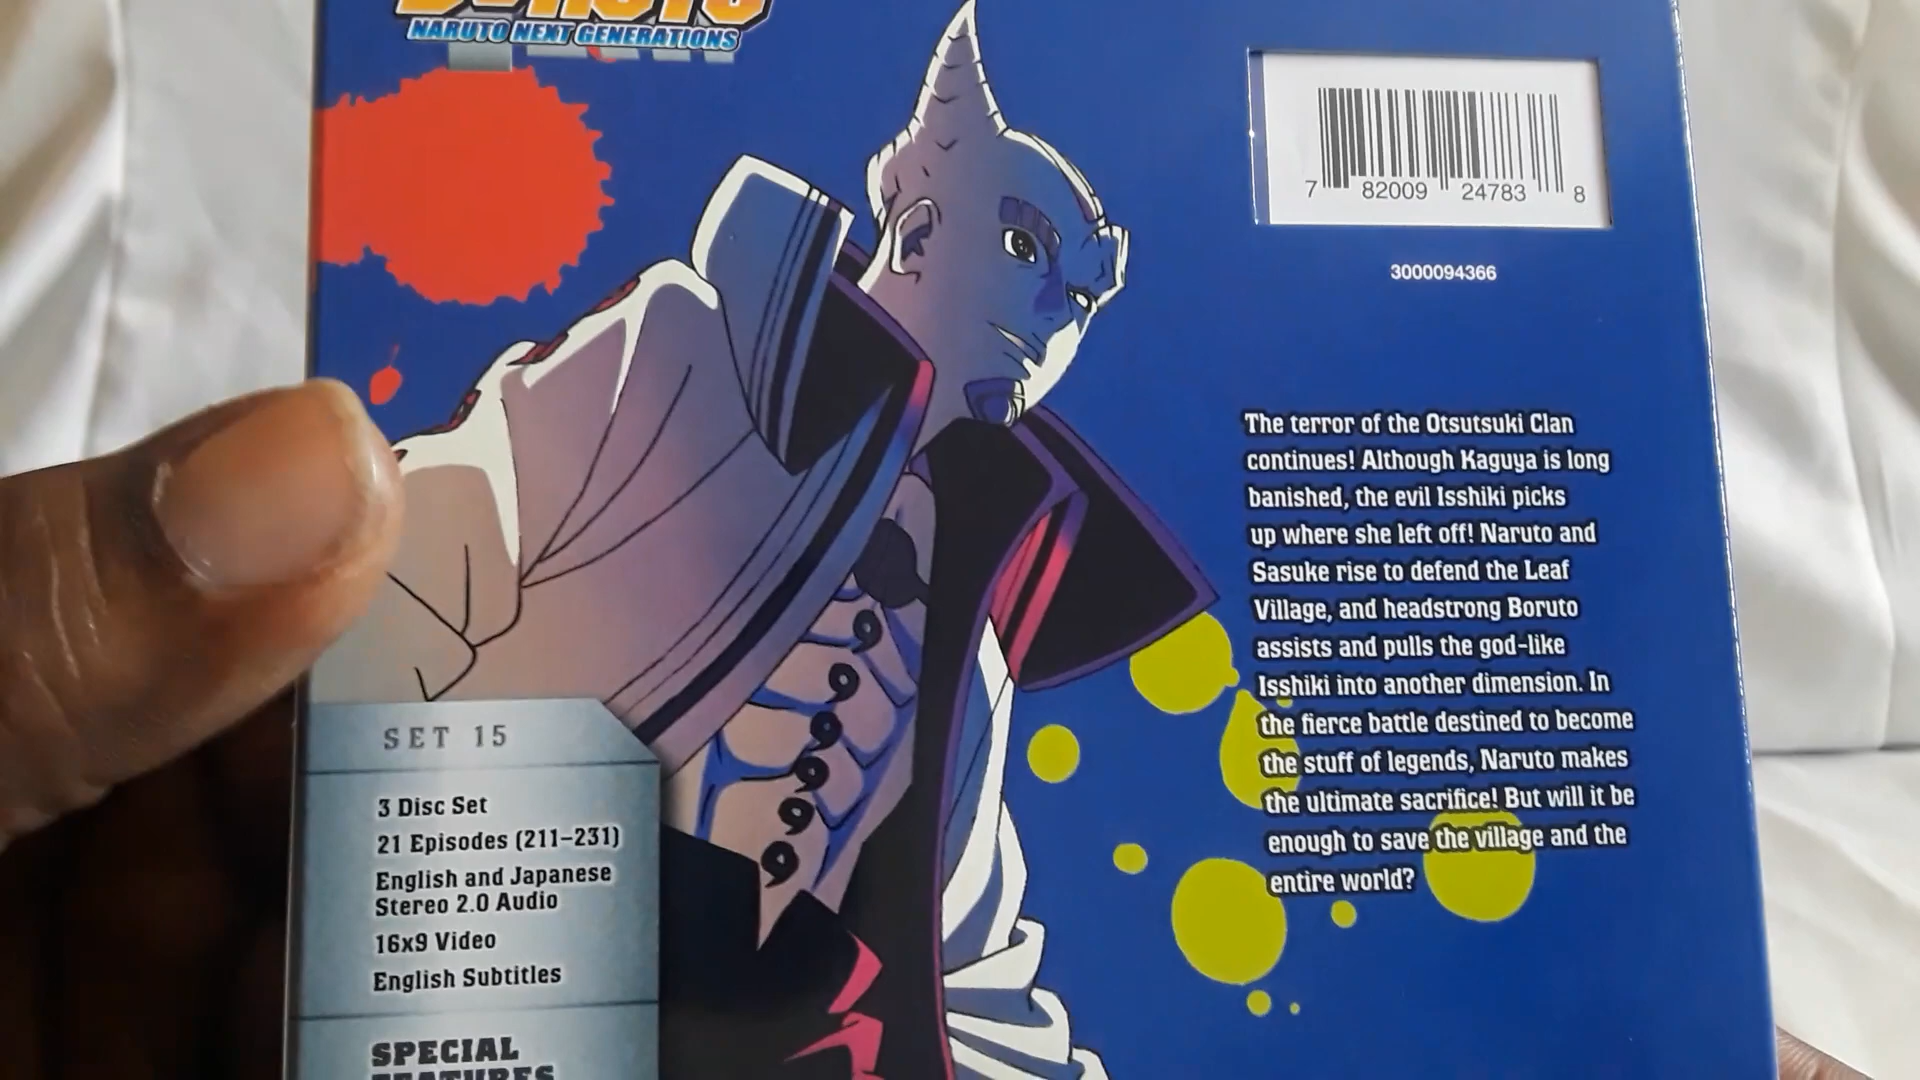 BORUTO
NARUTO NEXT GENERATIONS
7 82009 24783 8
3000094366
The terror of the Otsutsuki Clan
continues! Although Kaguya is long
banished, the evil Isshiki picks
up where she left off! Naruto and
Sasuke rise to defend the Leaf
Village, and headstrong Boruto
assists and pulls the god-like
Isshiki into another dimension. In
the fierce battle destined to become
the stuff of legends, Naruto makes
the ultimate sacrifice! But will it be
enough to save the village and the
entire world?
SET 15
3 Disc Set
21 Episodes (211-231)
English and Japanese
Stereo 2.0 Audio
16x9 Video
English Subtitles
SPECIAL
FEATURES